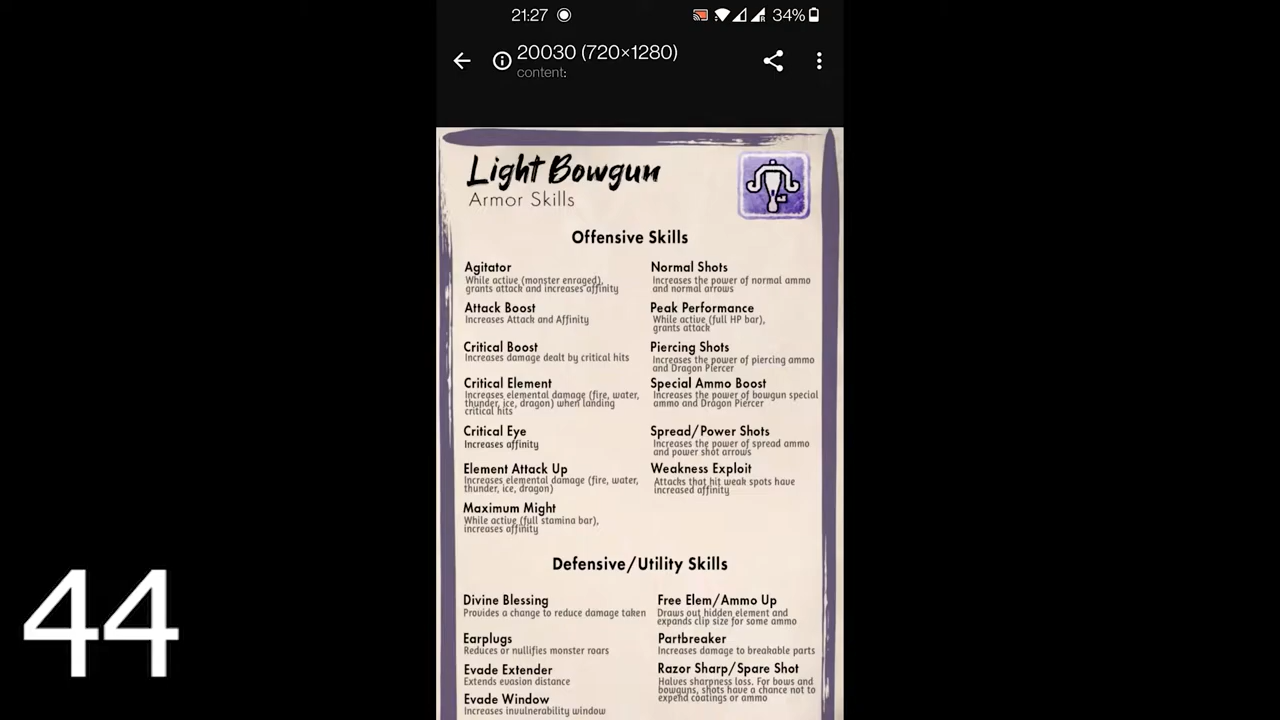 21:27
34%
20030 (720×1280)
content:
Light Bowgun
Armor Skills
Offensive Skills
Agitator
While active (monster enraged),
grants attack and increases affinity
Attack Boost
Increases Attack and Affinity
Critical Boost
Increases damage dealt by critical hits
Critical Element
Increases elemental damage (fire, water,
thunder, ice, dragon) when landing
critical hits
Critical Eye
Increases affinity
Element Attack Up
Increases elemental damage (fire, water,
thunder, ice, dragon)
Maximum Might
While active (full stamina bar),
increases affinity
Normal Shots
Increases the power of normal ammo
and normal arrows
Peak Performance
While active (full HP bar),
grants attack
Piercing Shots
Increases the power of piercing ammo
and Dragon Piercer
Special Ammo Boost
Increases the power of bowgun special
ammo and Dragon Piercer
Spread/Power Shots
Increases the power of spread ammo
and power shot arrows
Weakness Exploit
Attacks that hit weak spots have
increased affinity
Defensive/Utility Skills
Divine Blessing
Provides a change to reduce damage taken
Earplugs
Reduces or nullifies monster roars
Evade Extender
Extends evasion distance
Evade Window
Increases invulnerability window
Free Elem/Ammo Up
Draws out hidden element and
expands clip size for some ammo
Partbreaker
Increases damage to breakable parts
Razor Sharp/Spare Shot
Halves sharpness loss. For bows and
bowguns, shots have a chance not to
expend coatings or ammo
44